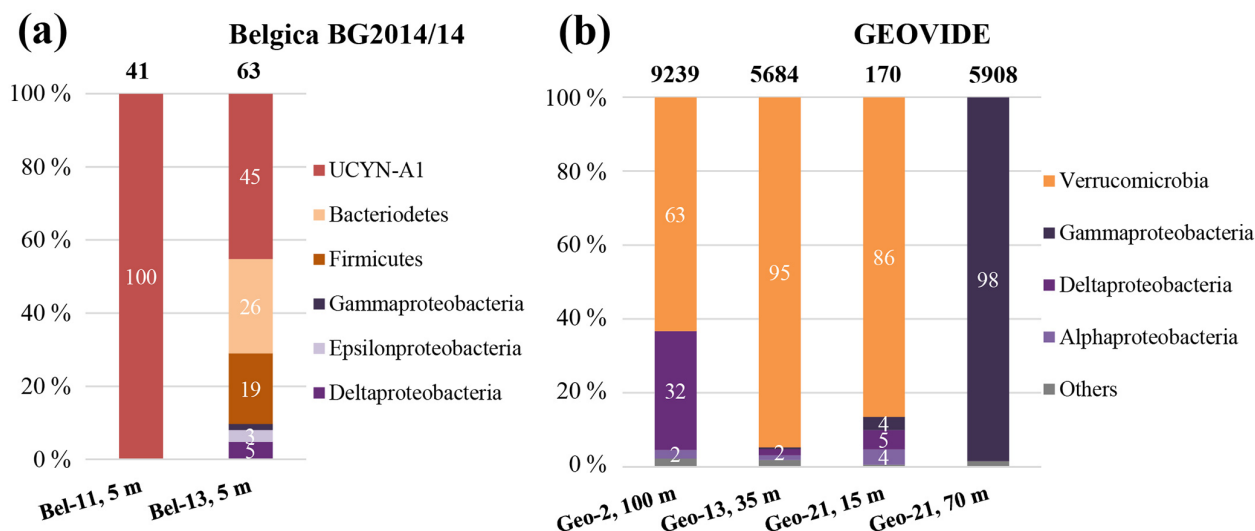 (a)
Belgica BG2014/14
41 63
100 %
80 %
60 %
40 %
20 %
0 %
100
45
26
19
3
5
UCYN-A1
Bacteriodetes
Firmicutes
Gammaproteobacteria
Epsilonproteobacteria
Deltaproteobacteria
Bel-11, 5 m
Bel-13, 5 m
(b)
GEOVIDE
9239 5684 170 5908
100 %
80 %
60 %
40 %
20 %
0 %
63
32
2
95
2
86
4
5
4
98
Verrucomicrobia
Gammaproteobacteria
Deltaproteobacteria
Alphaproteobacteria
Others
Geo-2, 100 m
Geo-13, 35 m
Geo-21, 15 m
Geo-21, 70 m